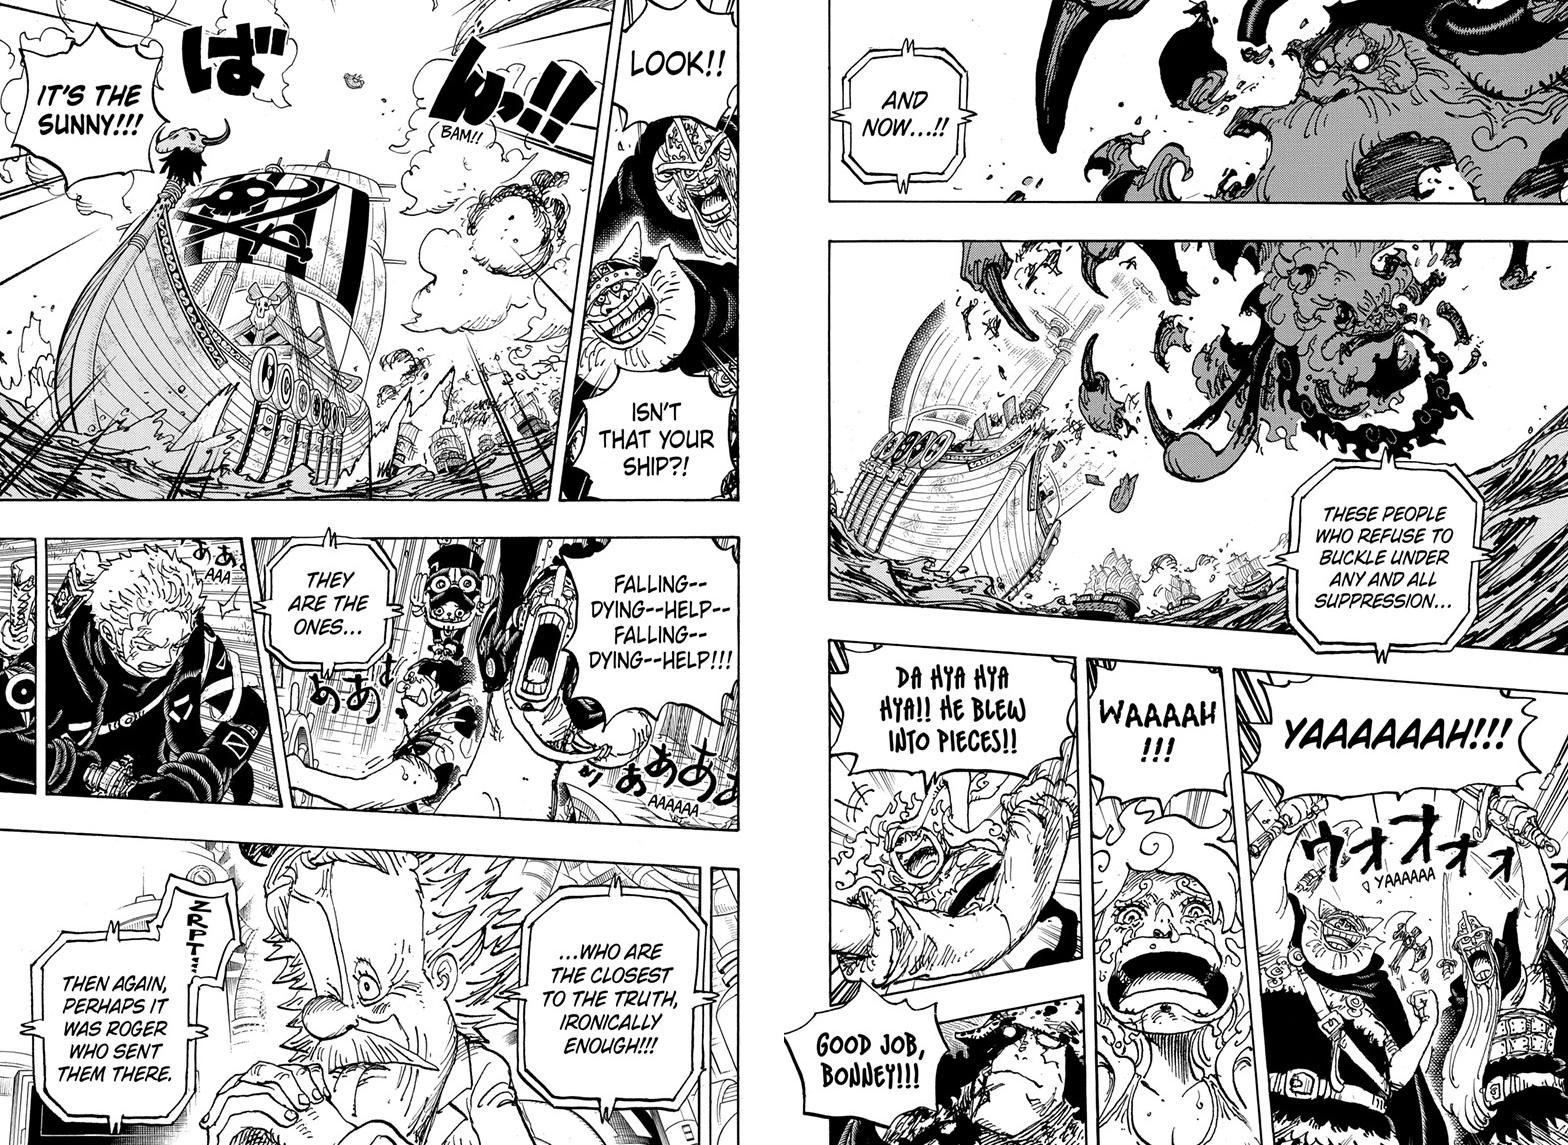 AND
NOW...!!
THESE PEOPLE
WHO REFUSE TO
BUCKLE UNDER
ANY AND ALL
SUPPRESSION...
YAAAAAAH!!!
ウオオオオ
YAAAAAA
WAAAAH
!!!
DA HYA HYA
HYA!! HE BLEW
INTO PIECES!!
GOOD JOB,
BONNEY!!!
LOOK!!
ISN'T
THAT YOUR
SHIP?!
IT'S THE
SUNNY!!!
ばんっ!!
BAM!!
FALLING--
DYING--HELP--
FALLING--
DYING--HELP!!!
ああああ
AAAAAA
THEY
ARE THE
ONES...
ああ
ああ
AAA
...WHO ARE
THE CLOSEST
TO THE TRUTH,
IRONICALLY
ENOUGH!!!
ZRFT...
THEN AGAIN,
PERHAPS IT
WAS ROGER
WHO SENT
THEM THERE.